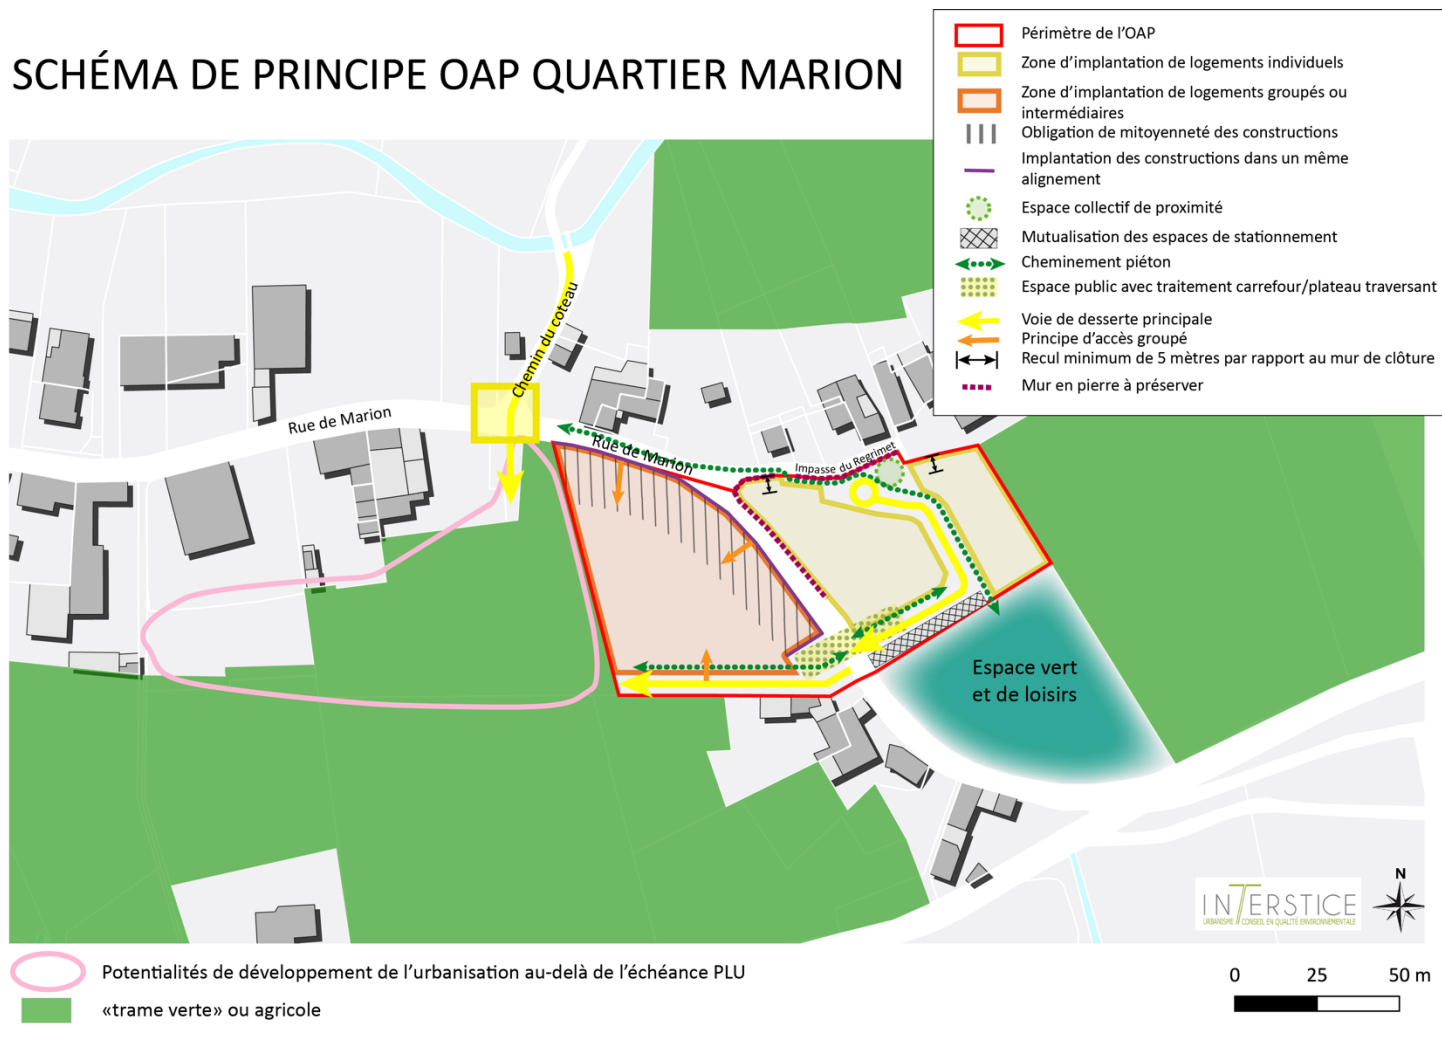 SCHÉMA DE PRINCIPE OAP QUARTIER MARION
Périmètre de l’OAP
Zone d’implantation de logements individuels
Zone d’implantation de logements groupés ou
intermédiaires
Obligation de mitoyenneté des constructions
Implantation des constructions dans un même
alignement
Espace collectif de proximité
Mutualisation des espaces de stationnement
Cheminement piéton
Espace public avec traitement carrefour/plateau traversant
Voie de desserte principale
Principe d’accès groupé
Recul minimum de 5 mètres par rapport au mur de clôture
Mur en pierre à préserver
Chemin du coteau
Rue de Marion
Rue de Marion
Impasse du Regrimet
Espace vert
et de loisirs
INTERSTICE
URBANISME CONSEIL EN QUALITÉ ENVIRONNEMENTALE
N
Potentialités de développement de l’urbanisation au-delà de l’échéance PLU
«trame verte» ou agricole
0 25 50 m